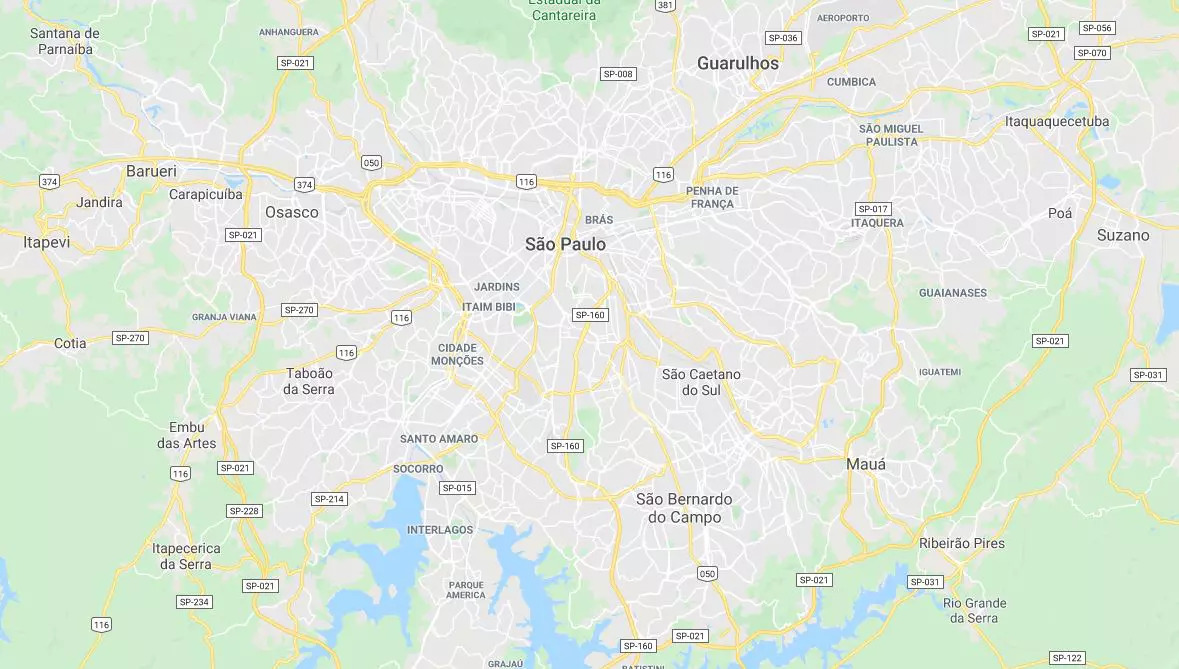 Estadual da
Cantareira
381
AEROPORTO
Santana de
Parnaíba
ANHANGUERA
SP-036
SP-021
SP-056
SP-070
SP-021
Guarulhos
SP-008
CUMBICA
Itaquaquecetuba
SÃO MIGUEL
PAULISTA
050
Barueri
374
374
116
116
Carapicuíba
PENHA DE
FRANÇA
Jandira
Osasco
SP-017
BRÁS
Poá
ITAQUERA
SP-021
Itapevi
São Paulo
Suzano
JARDINS
GUAIANASES
ITAIM BIBI
SP-270
GRANJA VIANA
116
SP-160
SP-270
Cotia
116
CIDADE
MONÇÕES
SP-021
Taboão
da Serra
São Caetano
do Sul
IGUATEMI
SP-031
Embu
das Artes
SANTO AMARO
SP-160
SOCORRO
Mauá
SP-021
116
SP-015
SP-214
São Bernardo
do Campo
SP-228
INTERLAGOS
Itapecerica
da Serra
Ribeirão Pires
050
SP-021
SP-031
SP-021
PARQUE
AMERICA
SP-234
Rio Grande
da Serra
116
SP-021
SP-160
SP-122
GRAJAÚ
BATISTINI